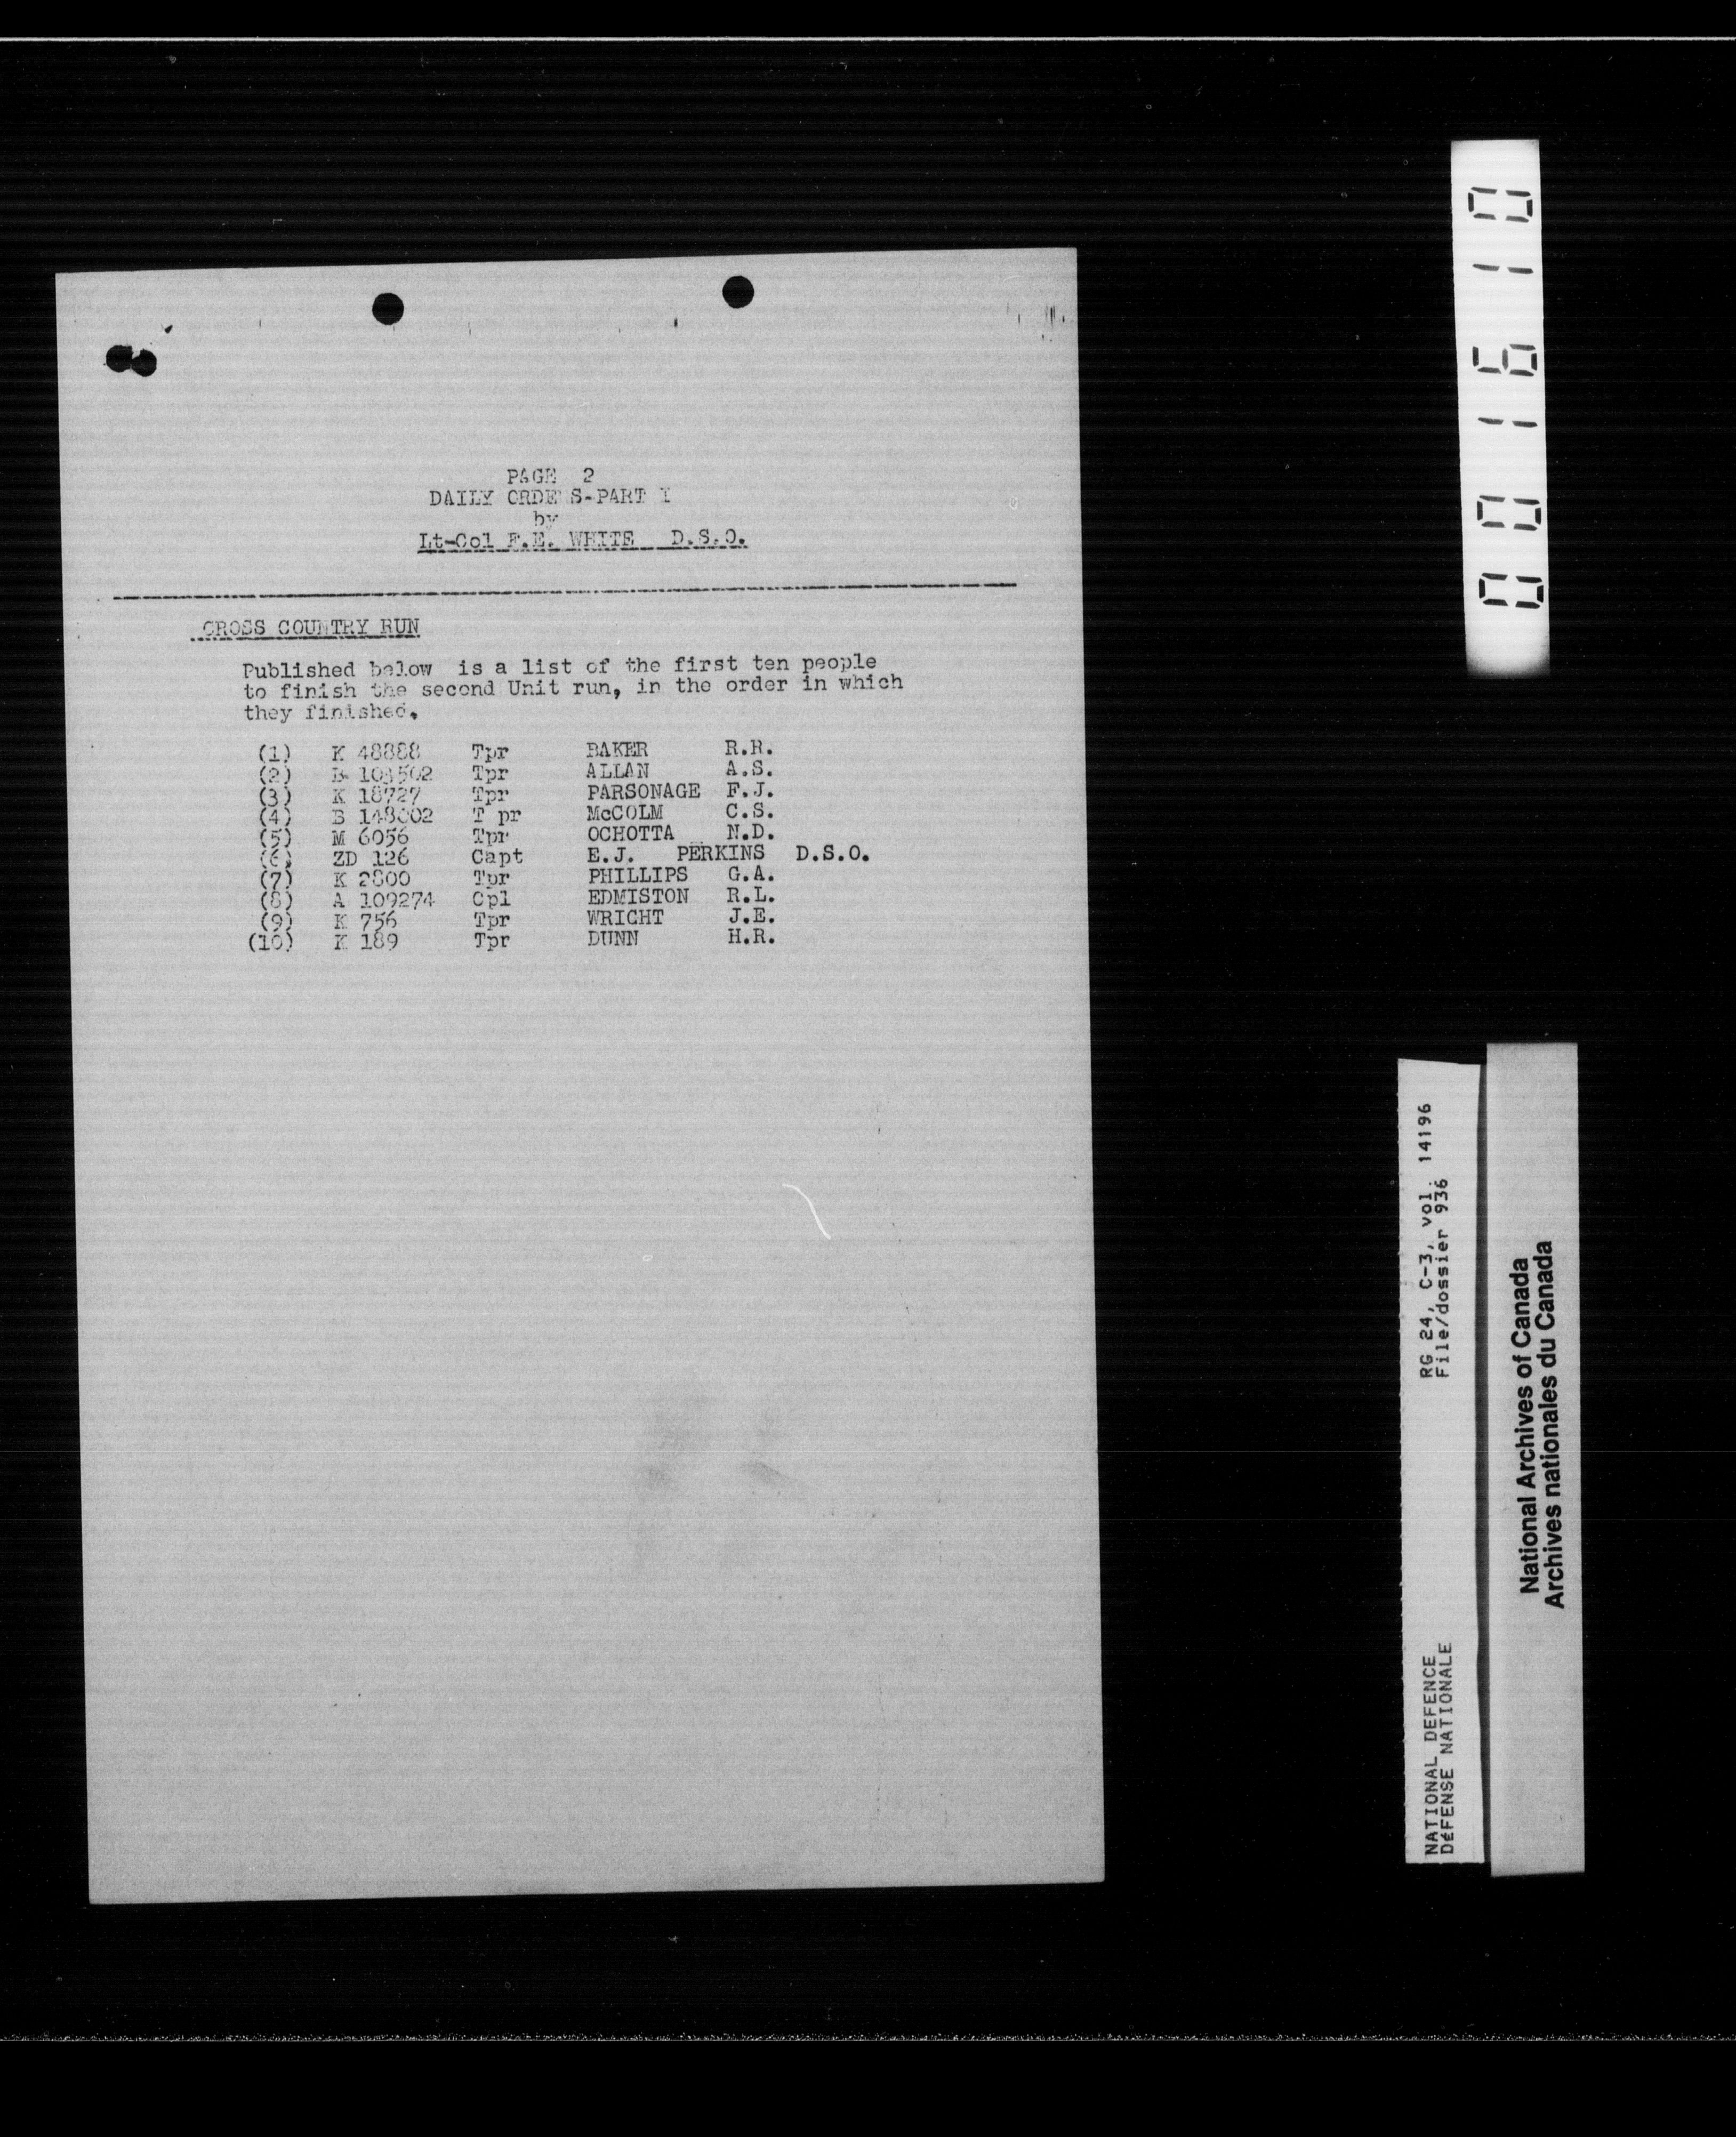 PAGE 2
DAILY ORDERS-PART I
by
Lt-Col F.E. WHITE D.S.O.
CROSS COUNTRY RUN
Published below is a list of the first ten people
to finish the second Unit run, in the order in which
they finished.
(1) K 48888 Tpr BAKER R.R.
(2) B 103502 Tpr ALLAN A.S.
(3) K 18727 Tpr PARSONAGE F.J.
(4) B 148002 T pr McCOLM C.S.
(5) M 6056 Tpr OCHOTTA N.D.
(6) ZD 126 Capt E.J. PERKINS D.S.O.
(7) K 2800 Tpr PHILLIPS G.A.
(8) A 109274 Cpl EDMISTON R.L.
(9) K 756 Tpr WRIGHT J.E.
(10) K 189 Tpr DUNN H.R.
001610
NATIONAL DEFENCE RG 24, C-3, vol. 14196
DéFENSE NATIONALE File/dossier 936
National Archives of Canada
Archives nationales du Canada